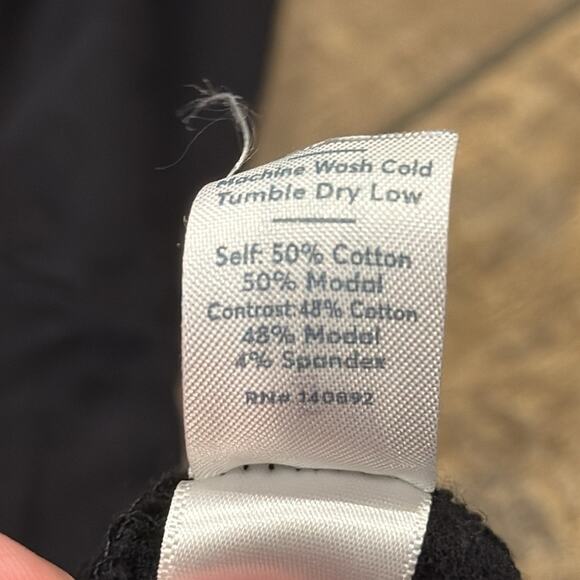 Machine Wash Cold
Tumble Dry Low
Self: 50% Cotton
50% Modal
Contrast: 48% Cotton
48% Modal
4% Spandex
RN# 140892